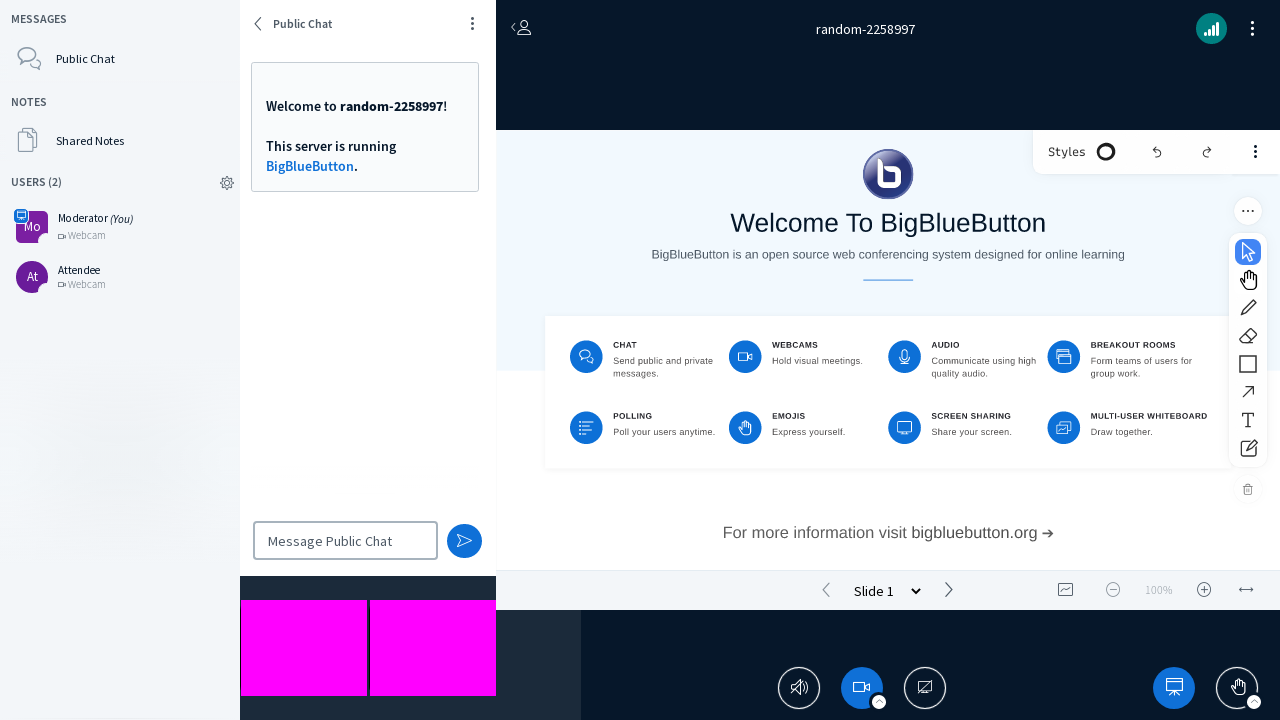 MESSAGES
Public Chat
NOTES
Shared Notes
USERS (2)
Mo
Moderator (You)
Webcam
At
Attendee
Webcam
Public Chat
Welcome to random-2258997!
This server is running
BigBlueButton.
Message Public Chat
random-2258997
Styles
b
Welcome To BigBlueButton
BigBlueButton is an open source web conferencing system designed for online learning
CHAT
Send public and private
messages.
WEBCAMS
Hold visual meetings.
AUDIO
Communicate using high
quality audio.
BREAKOUT ROOMS
Form teams of users for
group work.
POLLING
Poll your users anytime.
EMOJIS
Express yourself.
SCREEN SHARING
Share your screen.
MULTI-USER WHITEBOARD
Draw together.
For more information visit bigbluebutton.org →
Slide 1
100%